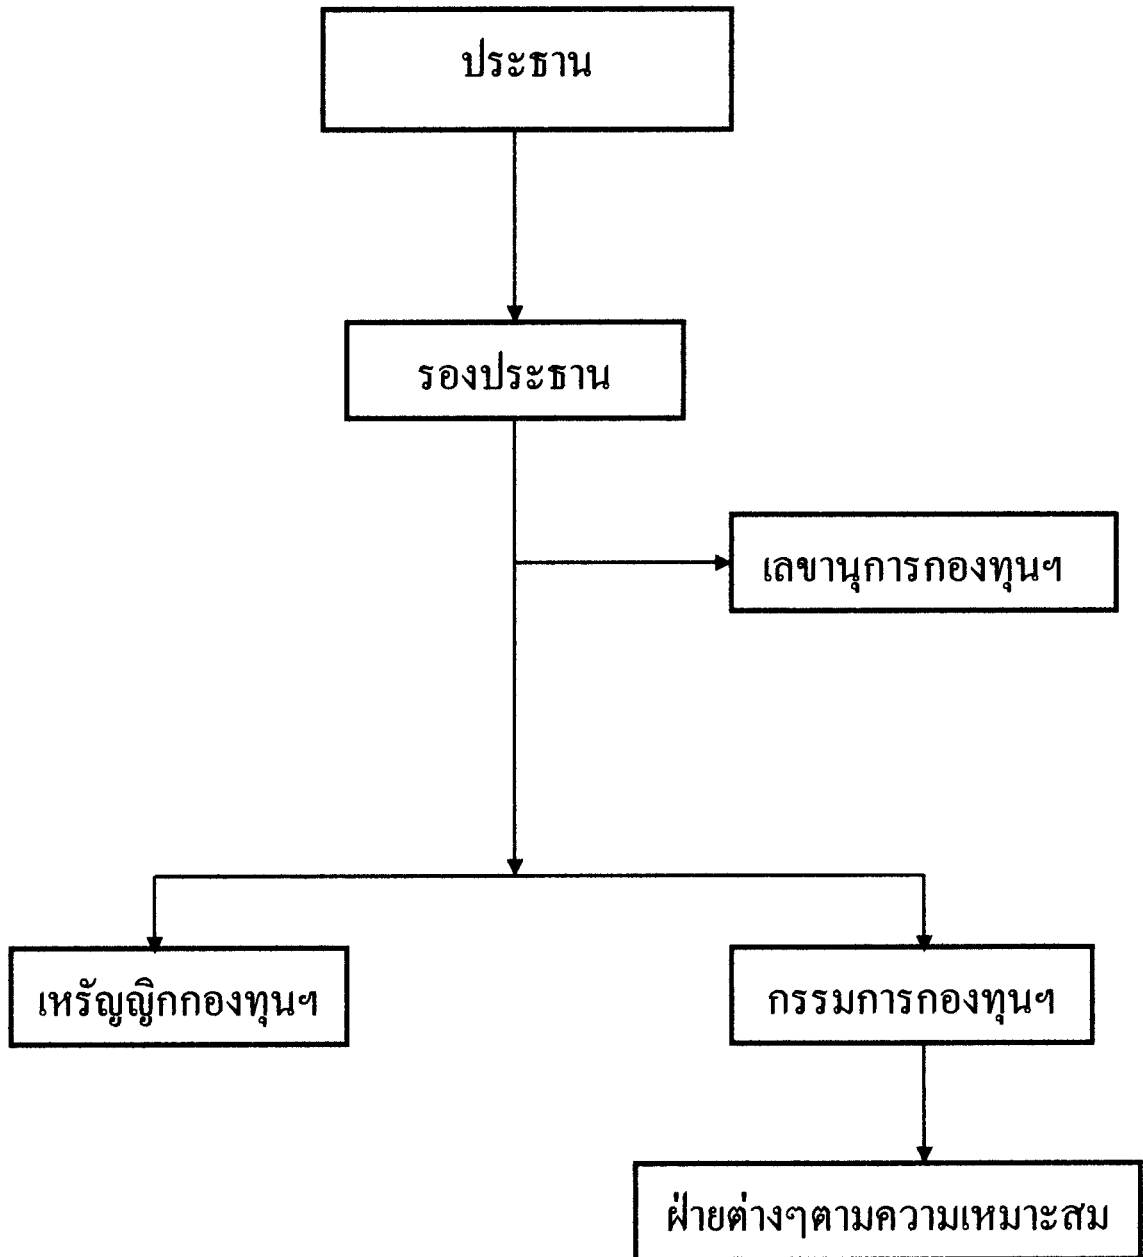 ประธาน
รองประธาน
เลขานุการกองทุนฯ
เหรัญญิกกองทุนฯ
กรรมการกองทุนฯ
ฝ่ายต่างๆตามความเหมาะสม